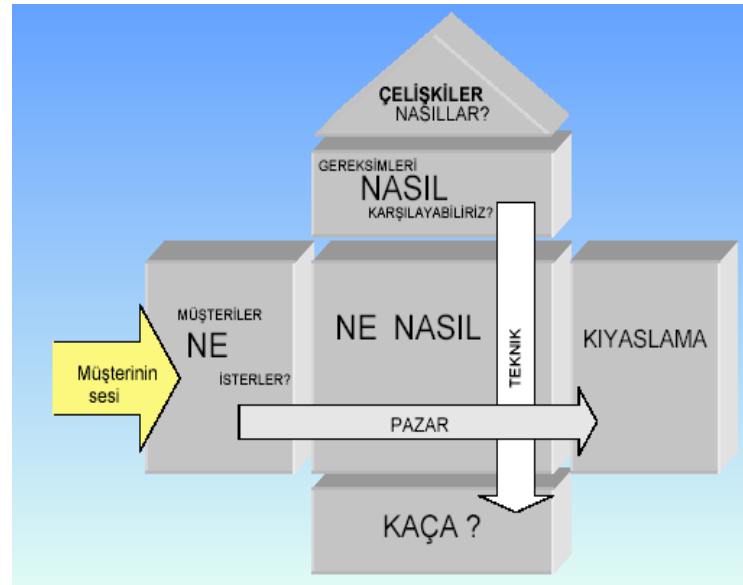 ÇELİŞKİLER
NASILLAR?
GEREKSİMLERİ
NASIL
KARŞILAYABİLİRİZ?
MÜŞTERİLER
NE
İSTERLER?
NE NASIL
KIYASLAMA
Müşterinin
sesi
TEKNIK
PAZAR
KAÇA ?